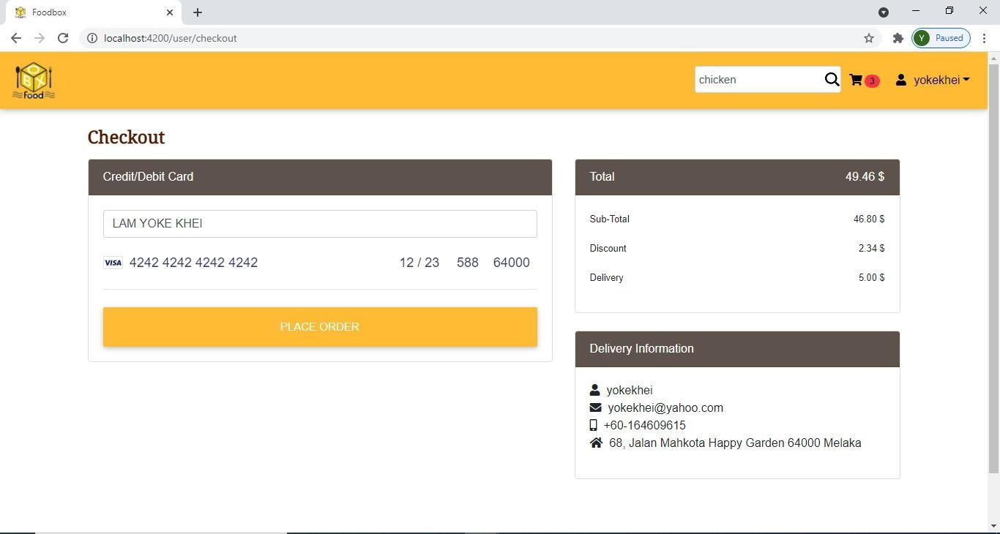 Foodbox
localhost:4200/user/checkout
Y Paused
BOX
Food
chicken
3
yokekhei
Checkout
Credit/Debit Card
LAM YOKE KHEI
VISA 4242 4242 4242 4242 12 / 23 588 64000
PLACE ORDER
Total 49.46 $
Sub-Total 46.80 $
Discount 2.34 $
Delivery 5.00 $
Delivery Information
yokekhei
yokekhei@yahoo.com
+60-164609615
68, Jalan Mahkota Happy Garden 64000 Melaka